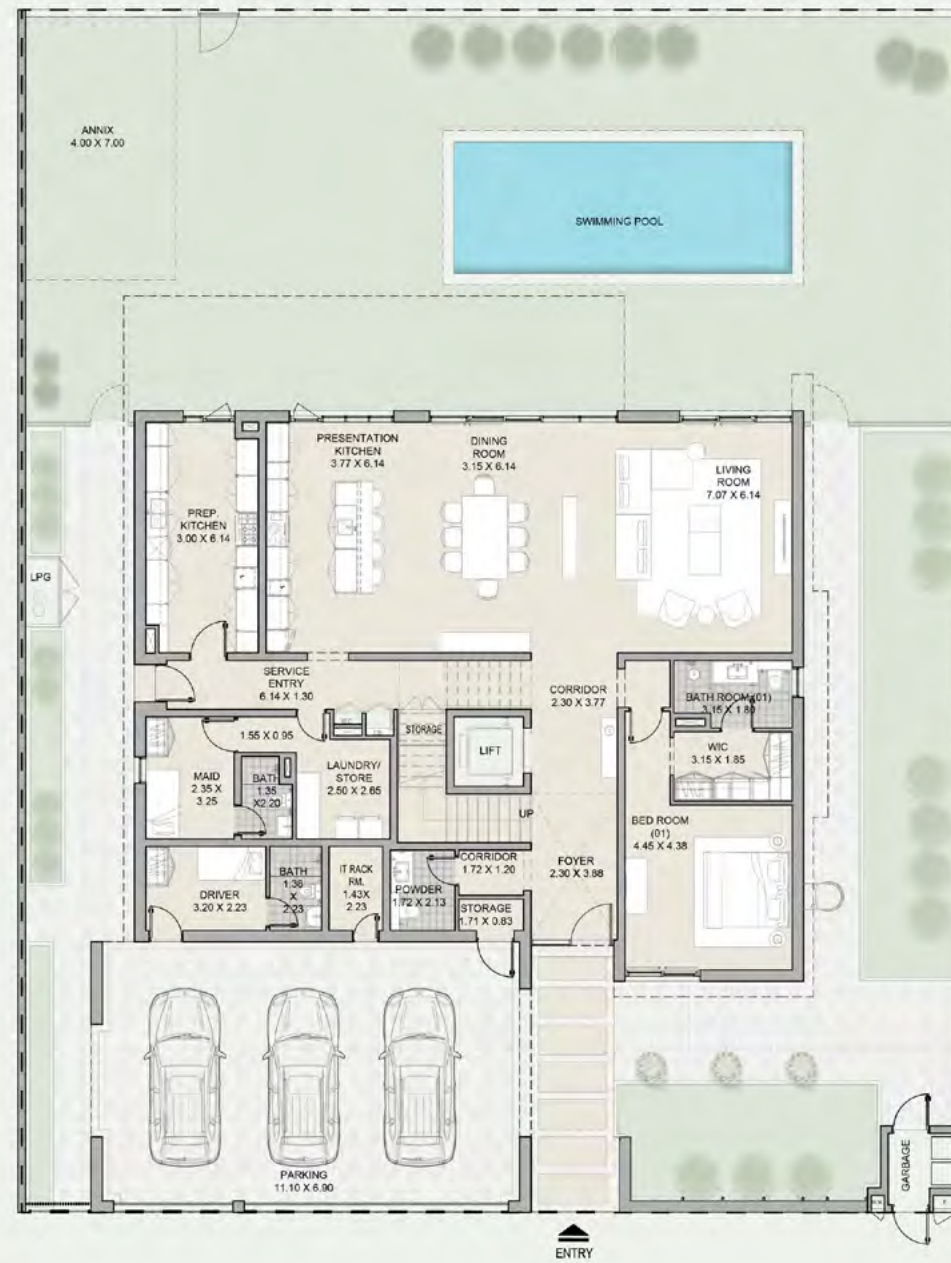 ANNIX
4.00 X 7.00
SWIMMING POOL
PRESENTATION
KITCHEN
3.77 X 6.14
DINING
ROOM
3.15 X 6.14
LIVING
ROOM
7.07 X 6.14
PREP.
KITCHEN
3.00 X 6.14
LPG
SERVICE
ENTRY
6.14 X 1.30
CORRIDOR
2.30 X 3.77
BATH ROOM (01)
3.15 X 1.80
STORAGE
LIFT
1.55 X 0.95
WIC
3.15 X 1.85
MAID
2.35 X
3.25
BATH
1.35
X2.20
LAUNDRY/
STORE
2.50 X 2.65
UP
BED ROOM
(01)
4.45 X 4.38
CORRIDOR
1.72 X 1.20
FOYER
2.30 X 3.88
DRIVER
3.20 X 2.23
BATH
1.36
X
2.23
IT RACK
RM.
1.43X
2.23
POWDER
1.72 X 2.13
STORAGE
1.71 X 0.83
PARKING
11.10 X 6.90
GARBAGE
ENTRY